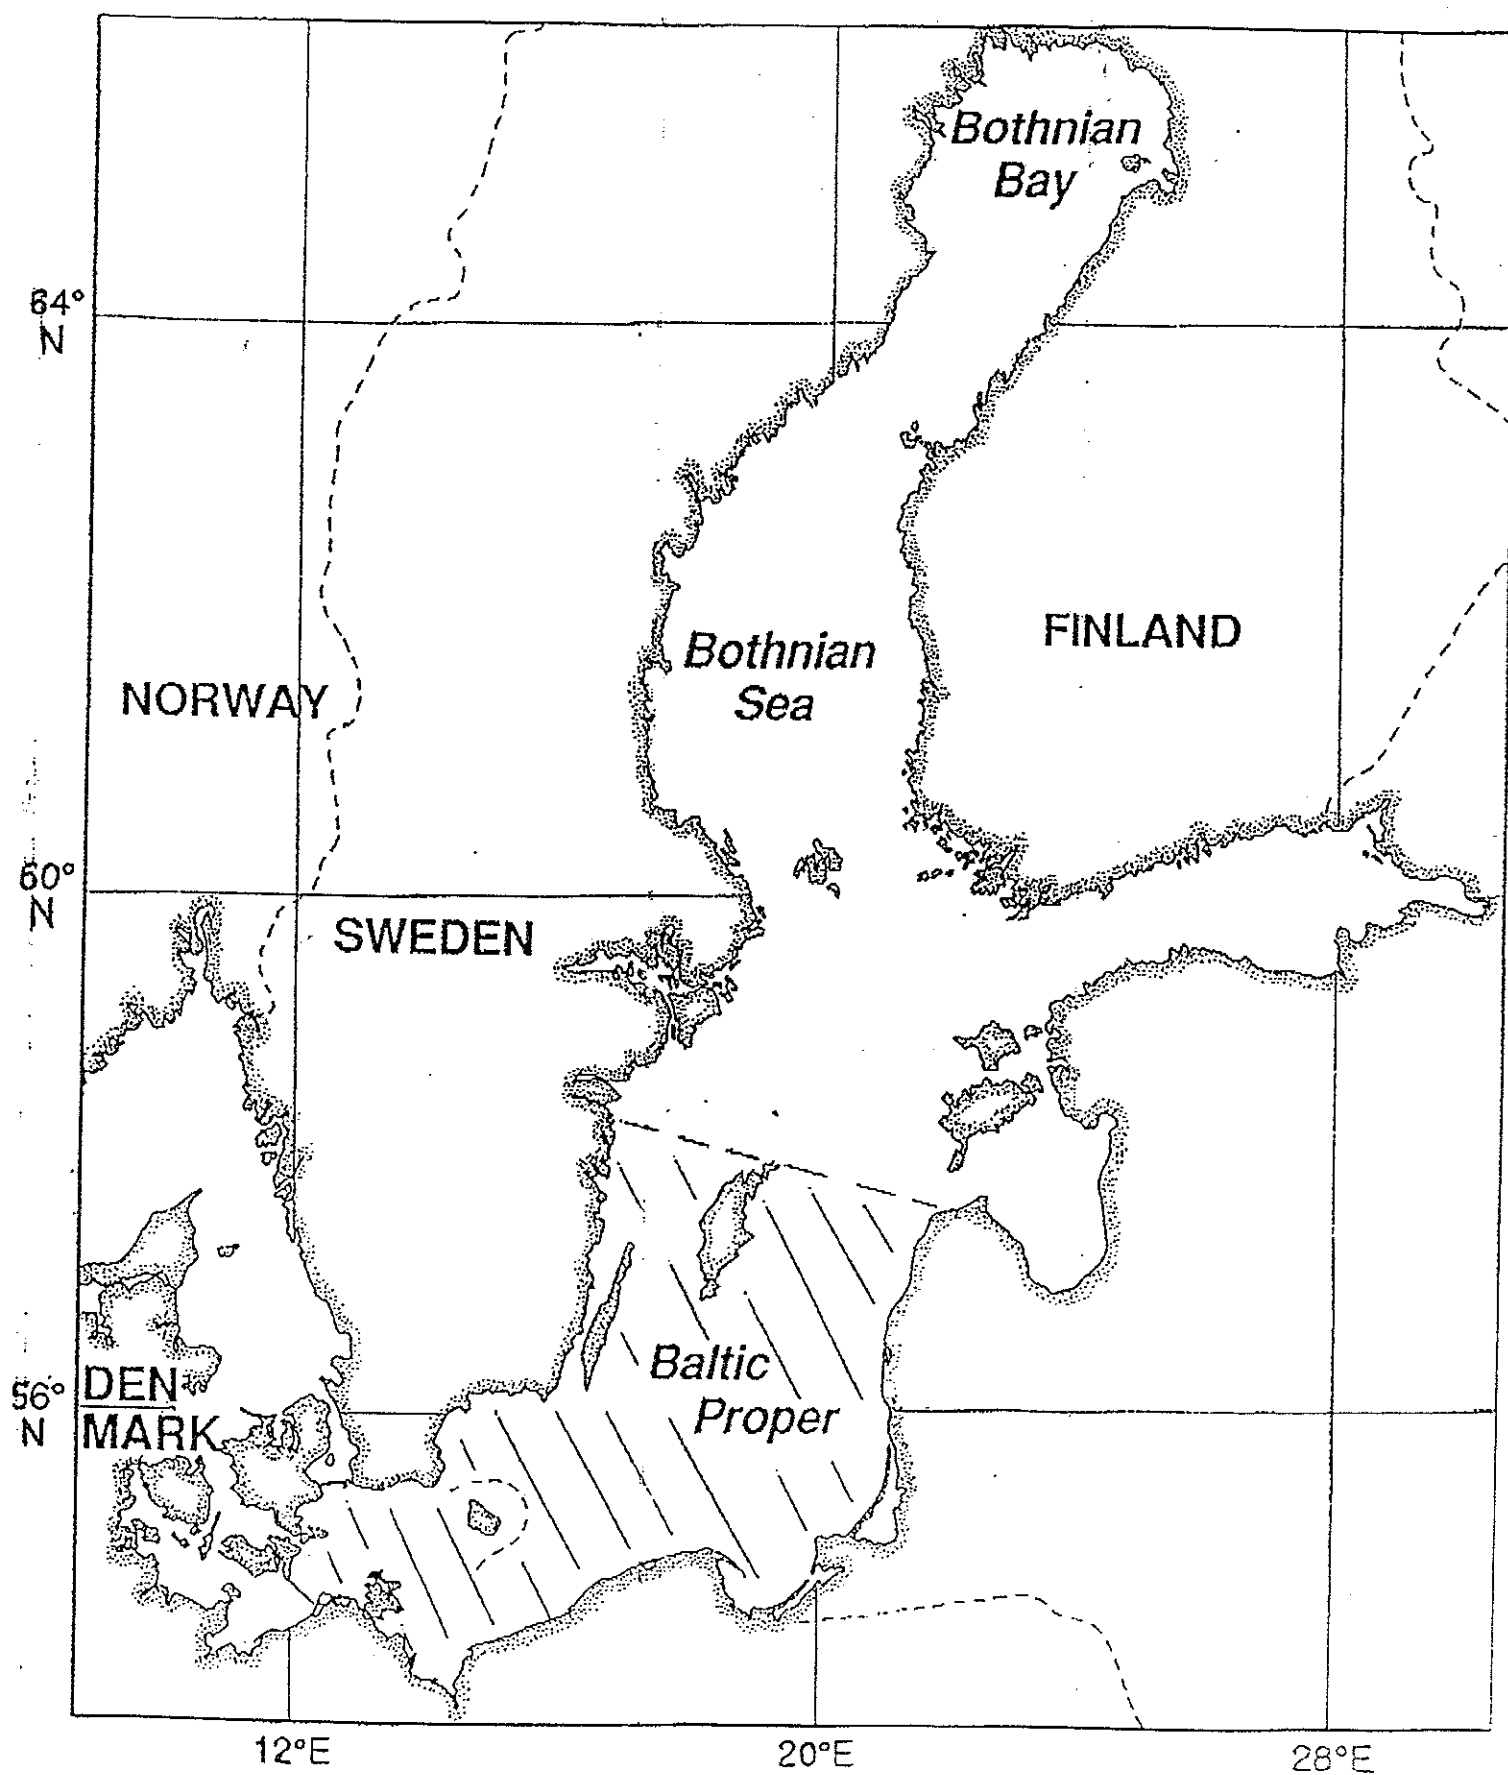 Bothnian
Bay
64°
N
Bothnian
Sea
FINLAND
NORWAY
60°
N
SWEDEN
Baltic
Proper
56°
N
DEN
MARK
12°E
20°E
28°E